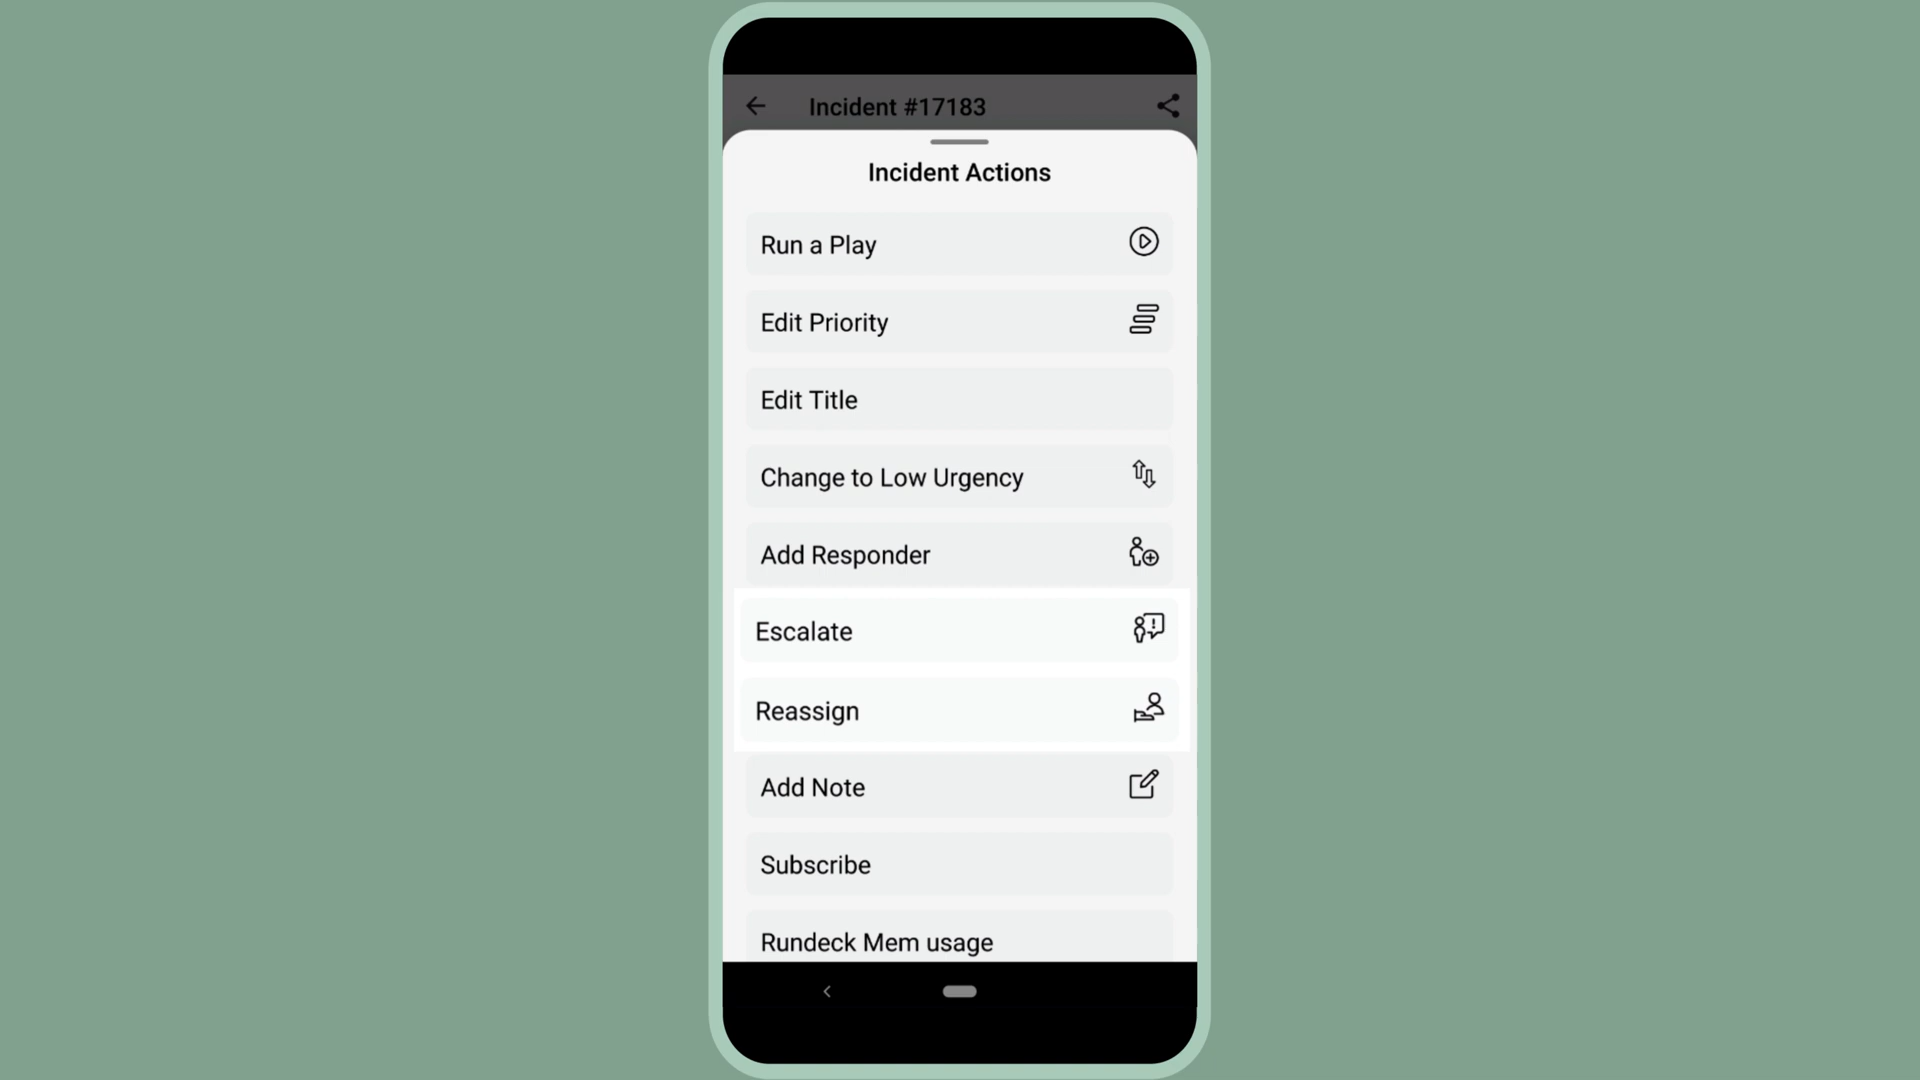 Incident #17183
Incident Actions
Run a Play
Edit Priority
Edit Title
Change to Low Urgency
Add Responder
Escalate
Reassign
Add Note
Subscribe
Rundeck Mem usage